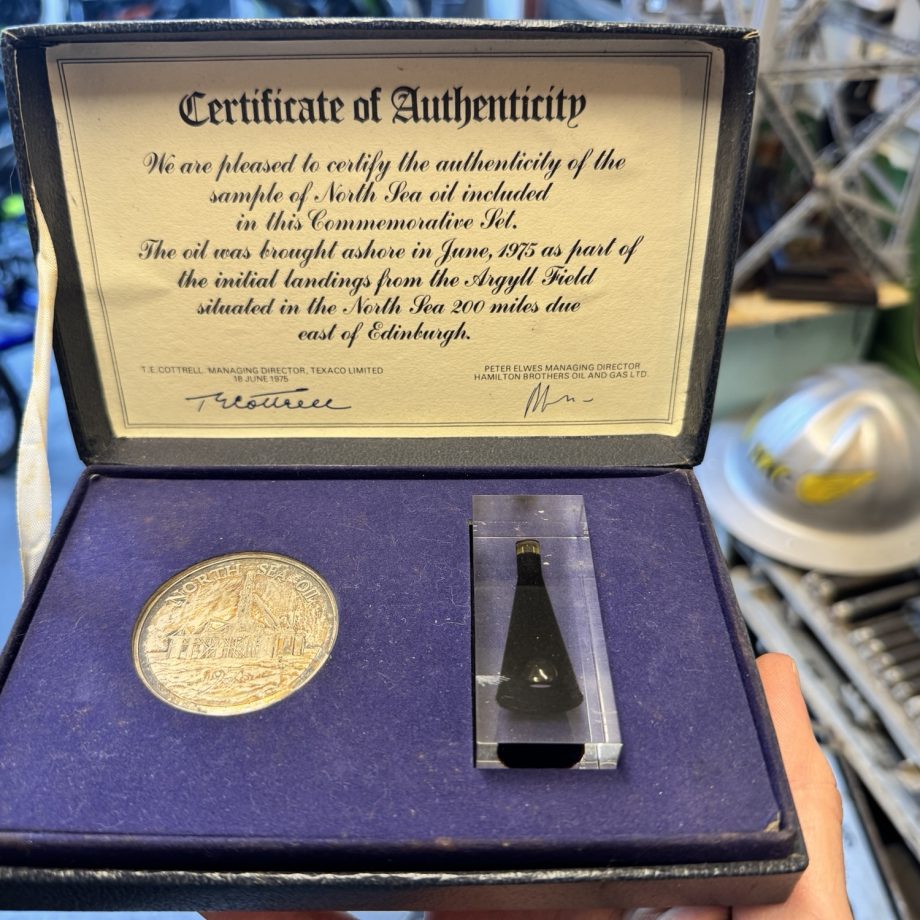 Certificate of Authenticity
We are pleased to certify the authenticity of the
sample of North Sea oil included
in this Commemorative Set.
The oil was brought ashore in June, 1975 as part of
the initial landings from the Argyll Field
situated in the North Sea 200 miles due
east of Edinburgh.
T.E.COTTRELL. MANAGING DIRECTOR, TEXACO LIMITED
18 JUNE 1975
TECottrell
PETER ELWES MANAGING DIRECTOR
HAMILTON BROTHERS OIL AND GAS LTD.
NORTH SEA OIL